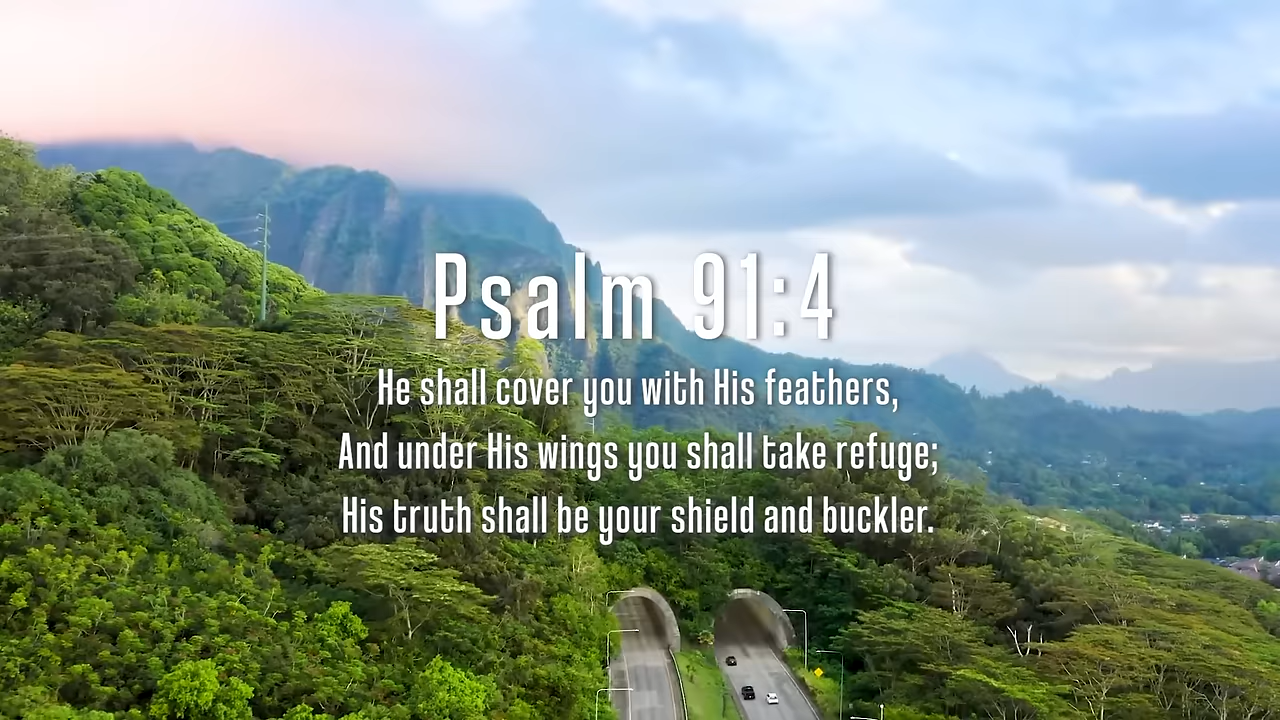 Psalm 91:4
He shall cover you with His feathers,
And under His wings you shall take refuge;
His truth shall be your shield and buckler.